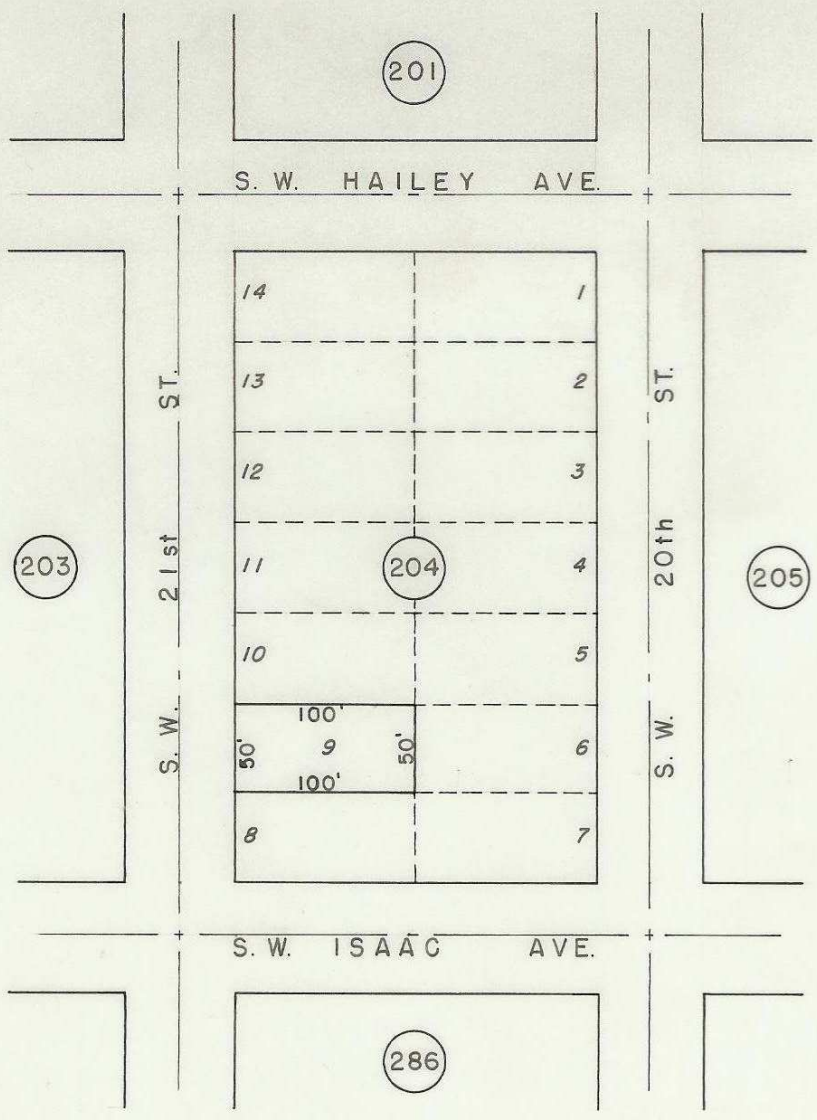 201
S. W. HAILEY AVE.
14 1
13 2
12 3
11 4
10 5
100'
50' 9 50' 6
100'
8 7
S. W. 21st ST.
S. W. 20th ST.
203
204
205
S. W. ISAAC AVE.
286